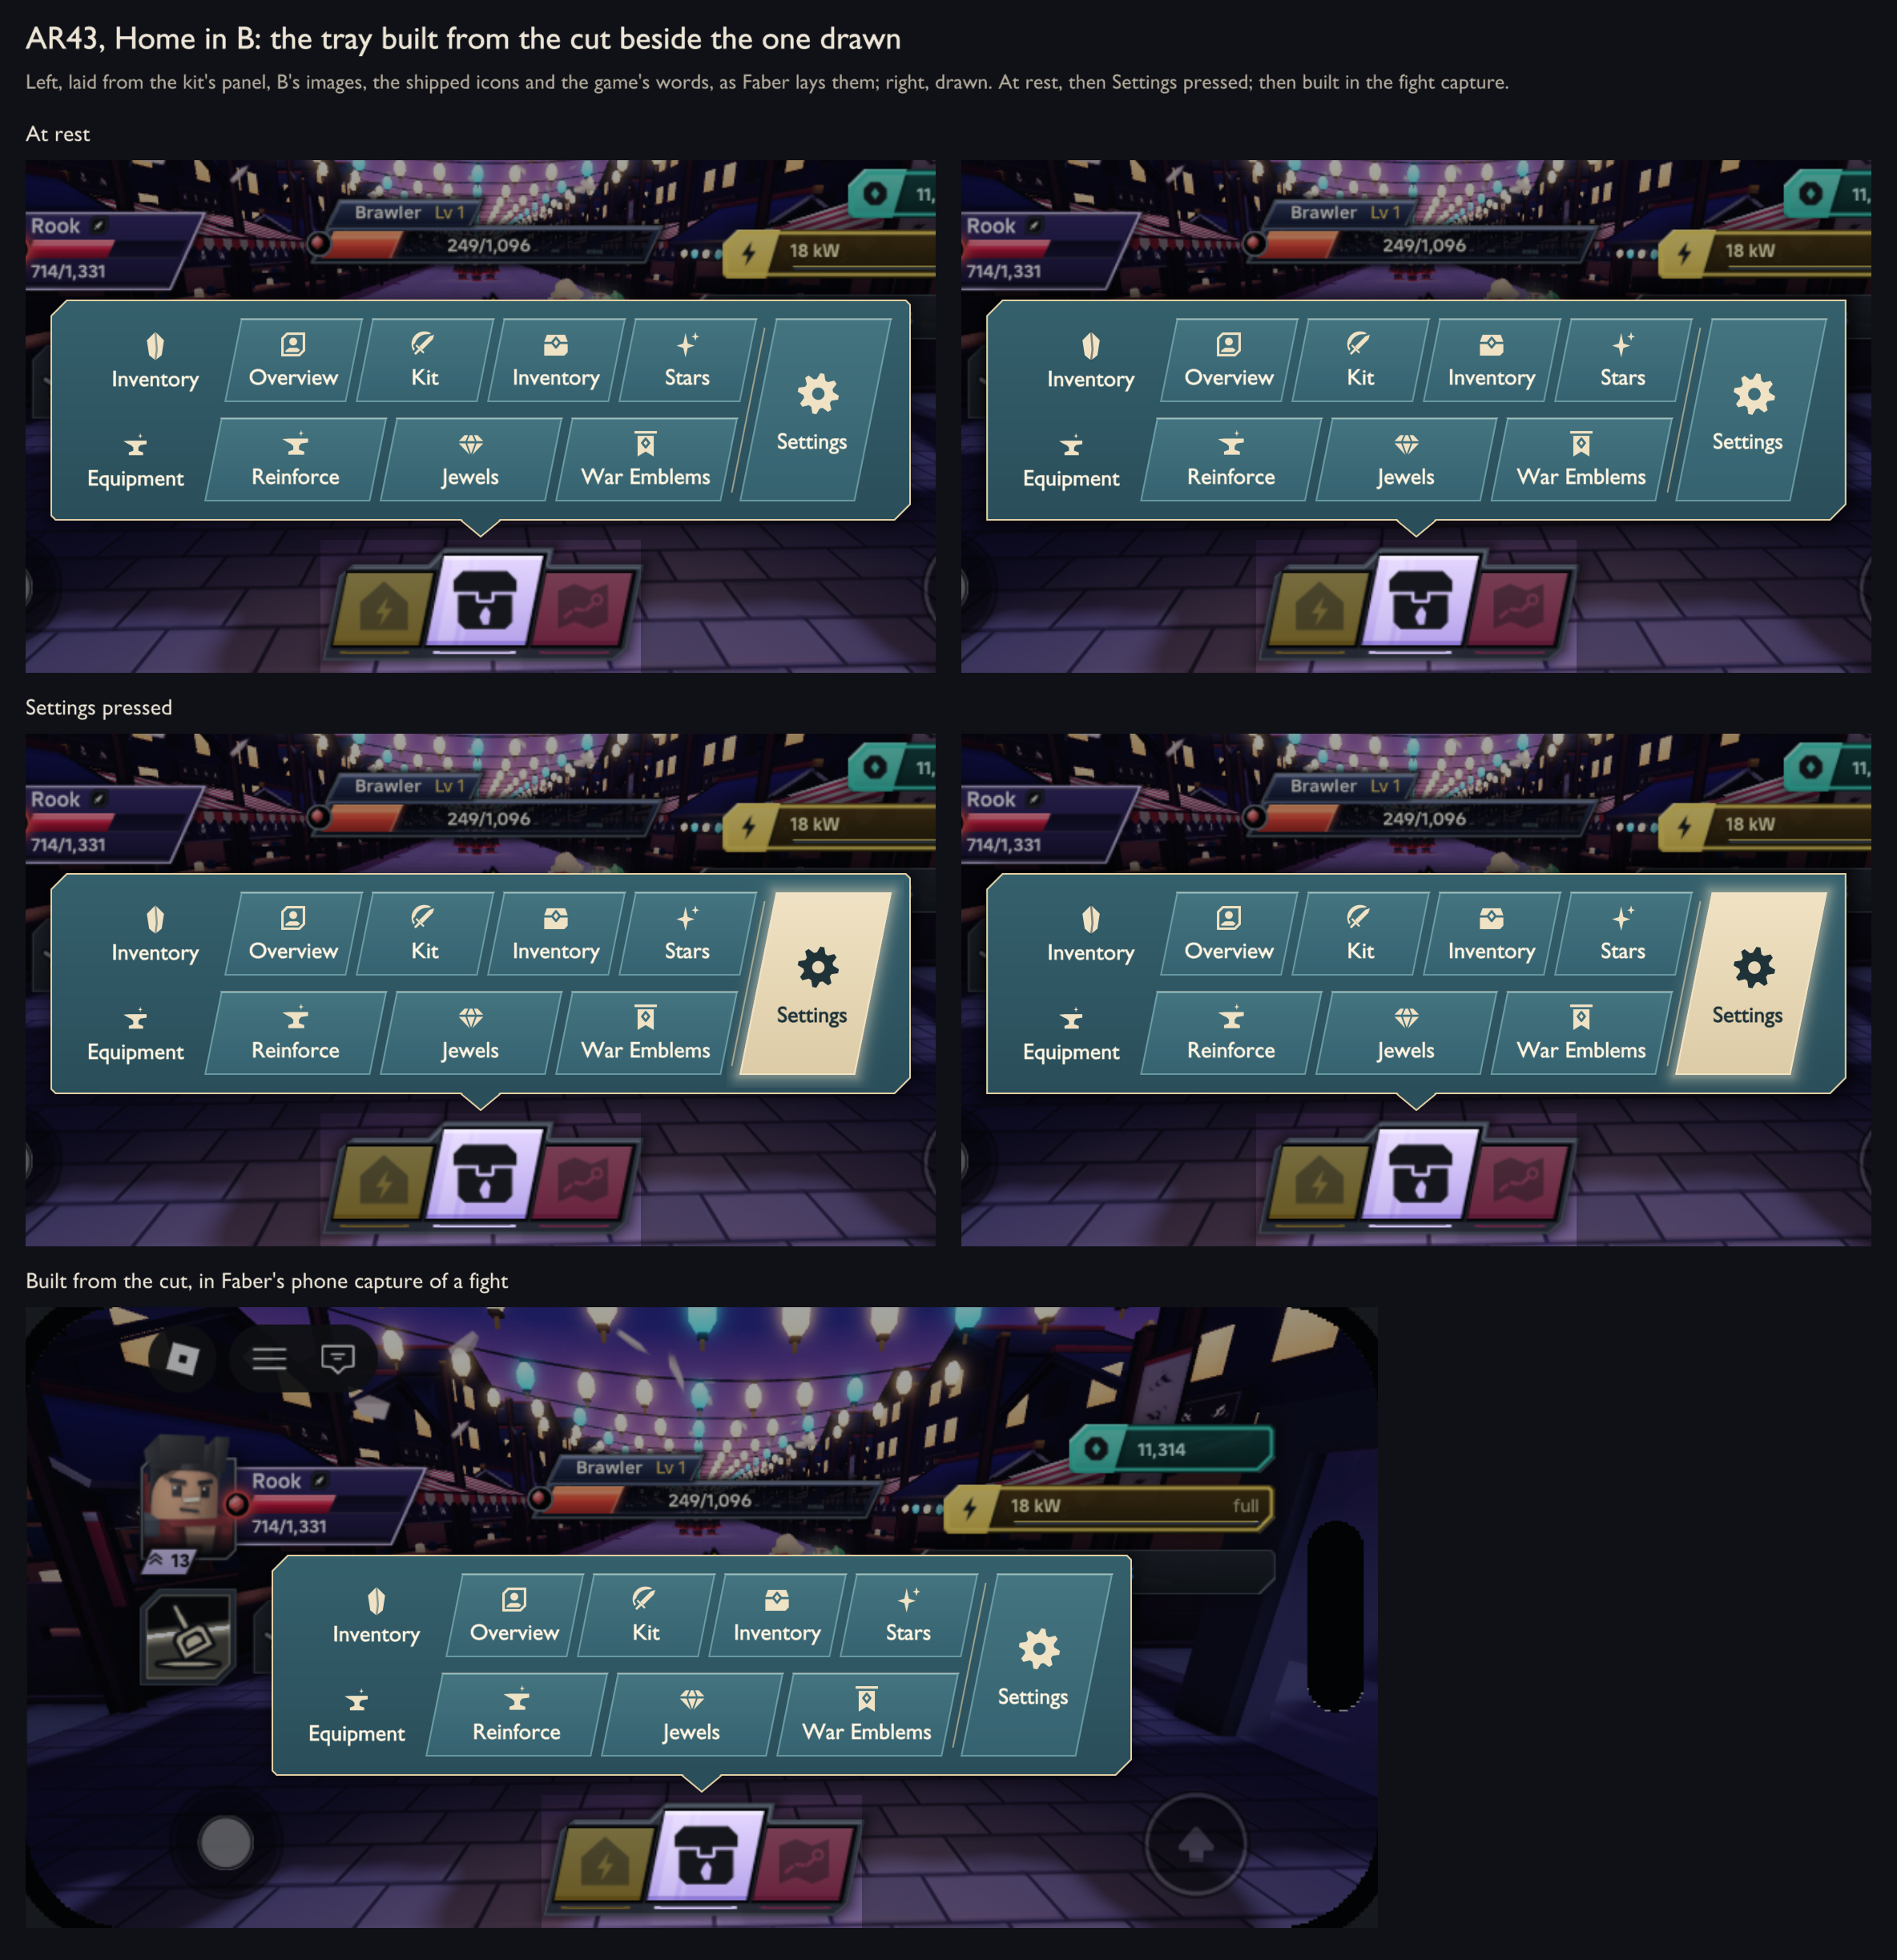 AR43, Home in B: the tray built from the cut beside the one drawn
Left, laid from the kit's panel, B's images, the shipped icons and the game's words, as Faber lays them; right, drawn. At rest, then Settings pressed; then built in the fight capture.
At rest
Rook
714/1,331
Brawler Lv 1
249/1,096
11,
18 kW
Inventory
Overview
Kit
Inventory
Stars
Settings
Equipment
Reinforce
Jewels
War Emblems
Rook
714/1,331
Brawler Lv 1
249/1,096
11,
18 kW
Inventory
Overview
Kit
Inventory
Stars
Settings
Equipment
Reinforce
Jewels
War Emblems
Settings pressed
Rook
714/1,331
Brawler Lv 1
249/1,096
11,
18 kW
Inventory
Overview
Kit
Inventory
Stars
Settings
Equipment
Reinforce
Jewels
War Emblems
Rook
714/1,331
Brawler Lv 1
249/1,096
11,
18 kW
Inventory
Overview
Kit
Inventory
Stars
Settings
Equipment
Reinforce
Jewels
War Emblems
Built from the cut, in Faber's phone capture of a fight
Rook
714/1,331
13
Brawler Lv 1
249/1,096
11,314
18 kW full
Inventory
Overview
Kit
Inventory
Stars
Settings
Equipment
Reinforce
Jewels
War Emblems